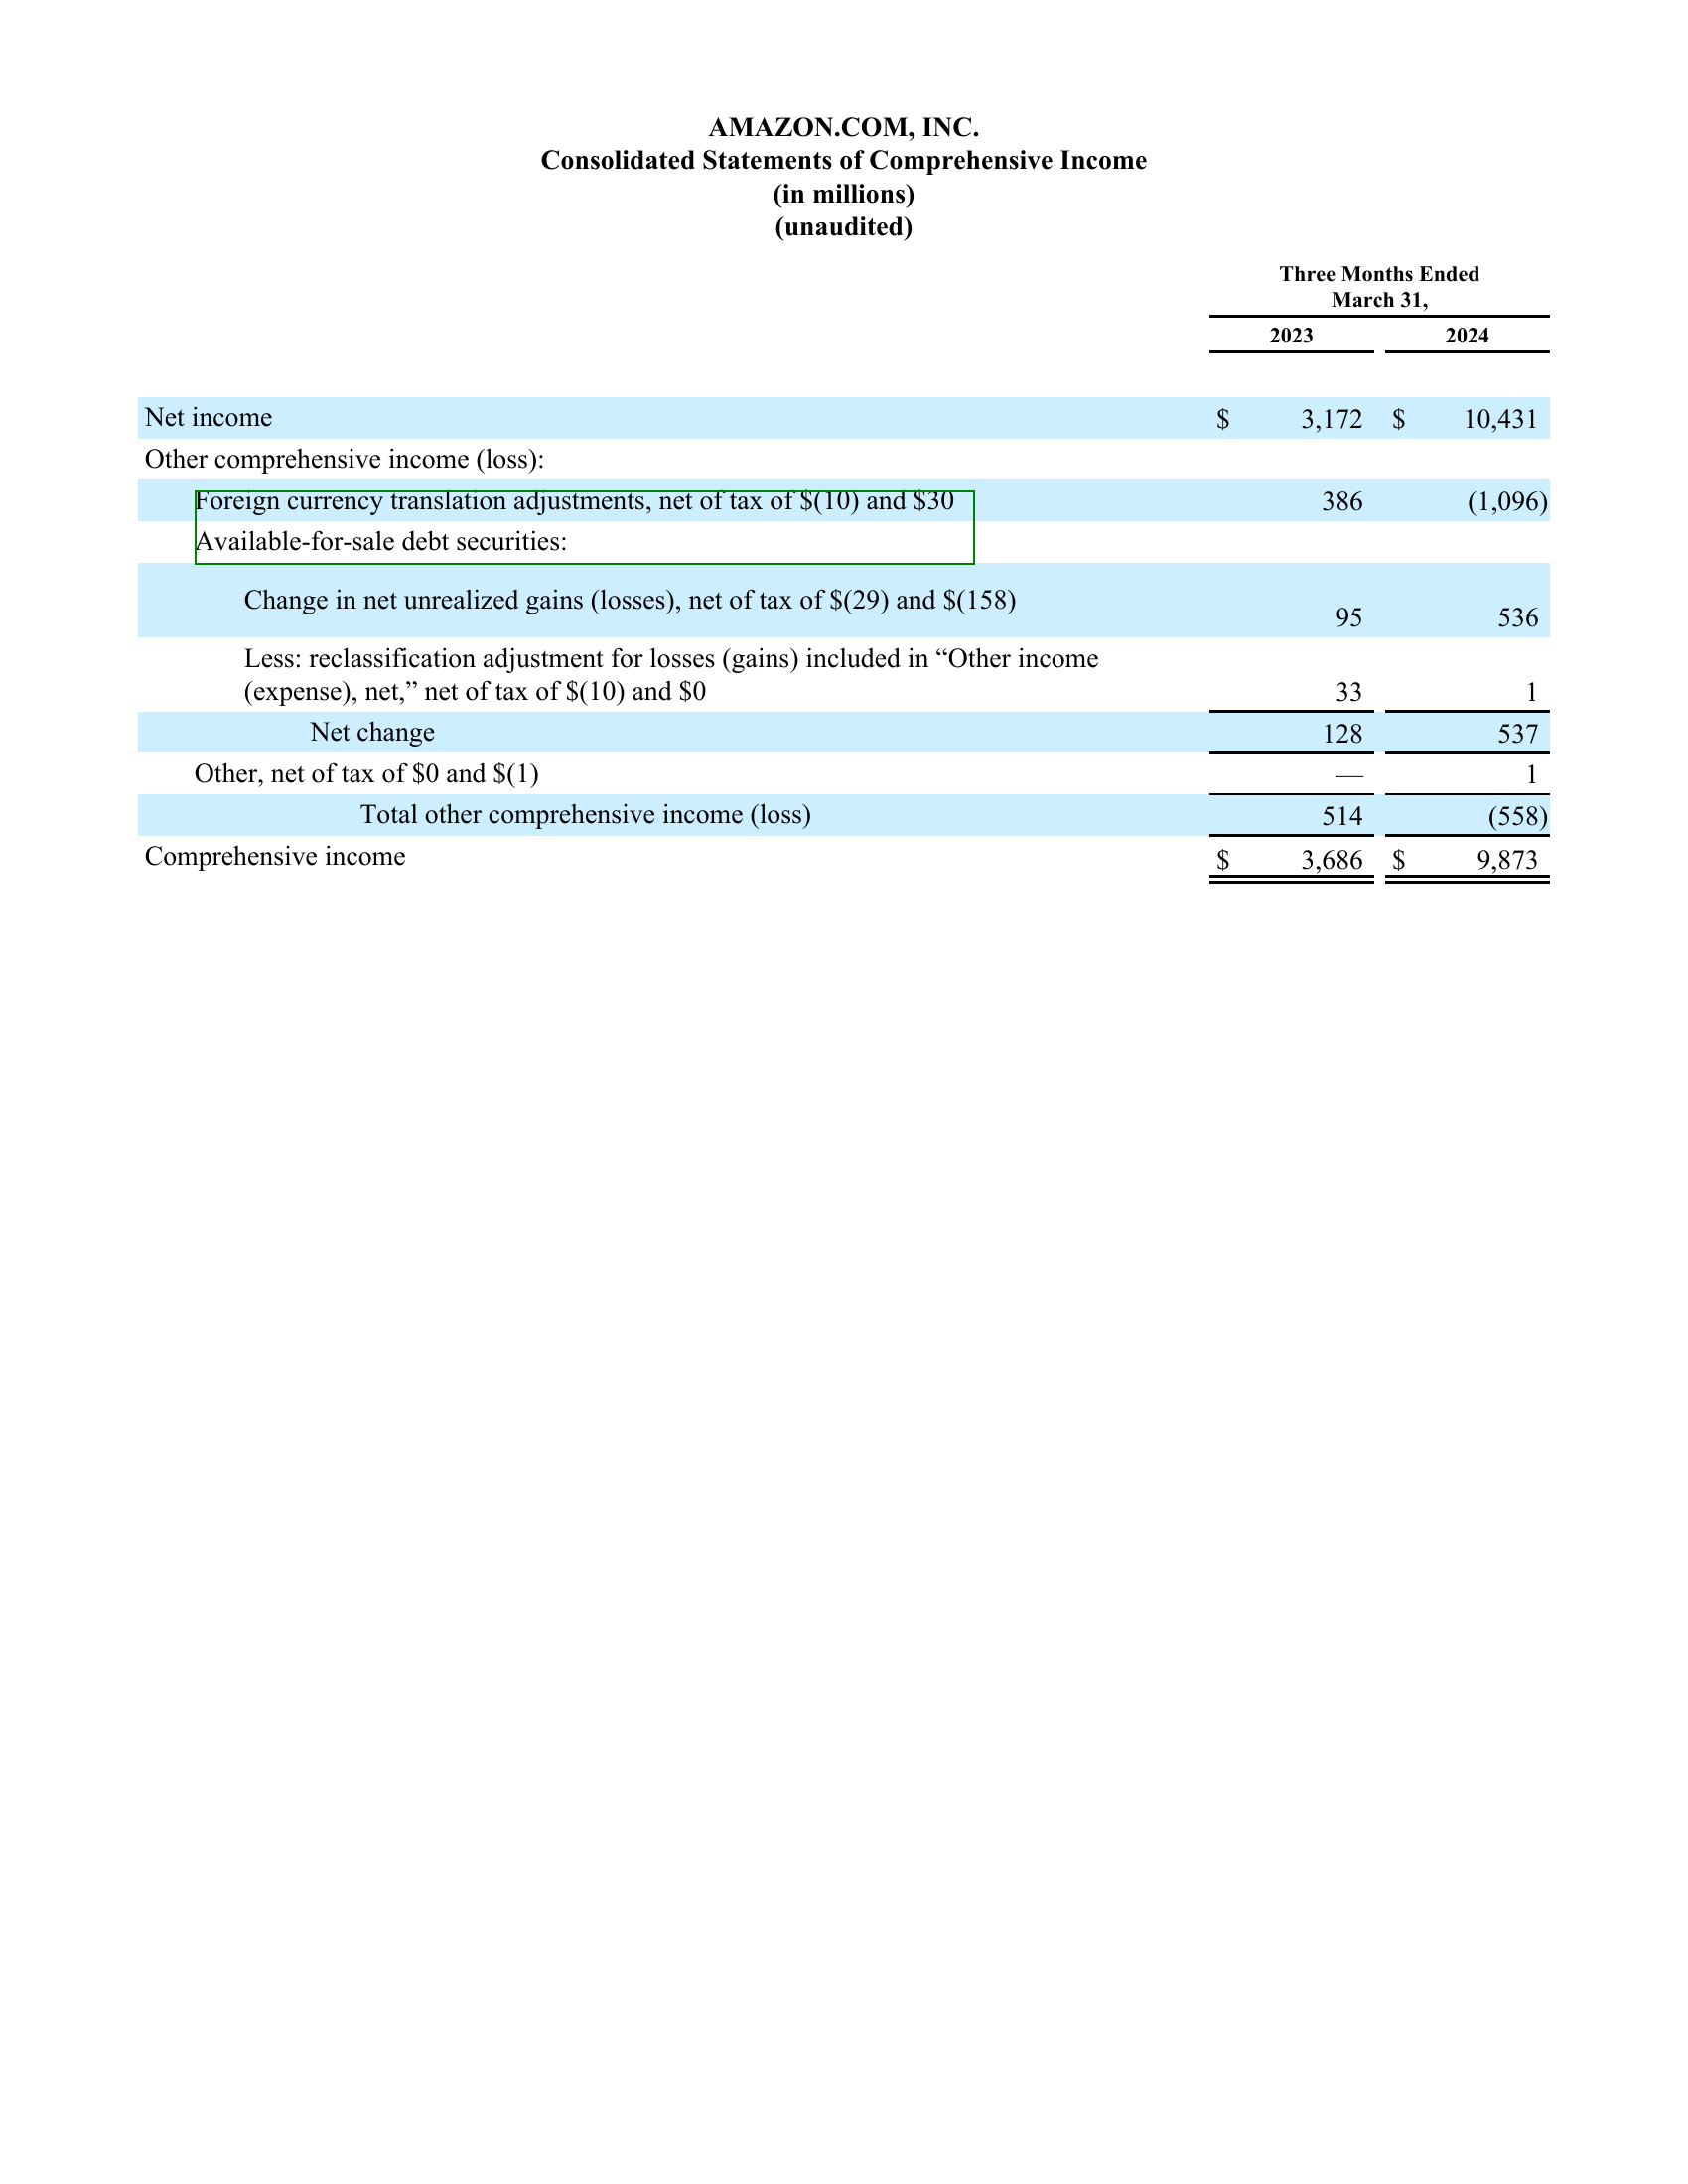 AMAZON.COM, INC.
Consolidated Statements of Comprehensive Income
(in millions)
(unaudited)
Three Months Ended
March 31,
2023 2024
Net income $ 3,172 $ 10,431
Other comprehensive income (loss):
Foreign currency translation adjustments, net of tax of $(10) and $30 386 (1,096)
Available-for-sale debt securities:
Change in net unrealized gains (losses), net of tax of $(29) and $(158) 95 536
Less: reclassification adjustment for losses (gains) included in “Other income
(expense), net,” net of tax of $(10) and $0 33 1
Net change 128 537
Other, net of tax of $0 and $(1) — 1
Total other comprehensive income (loss) 514 (558)
Comprehensive income $ 3,686 $ 9,873